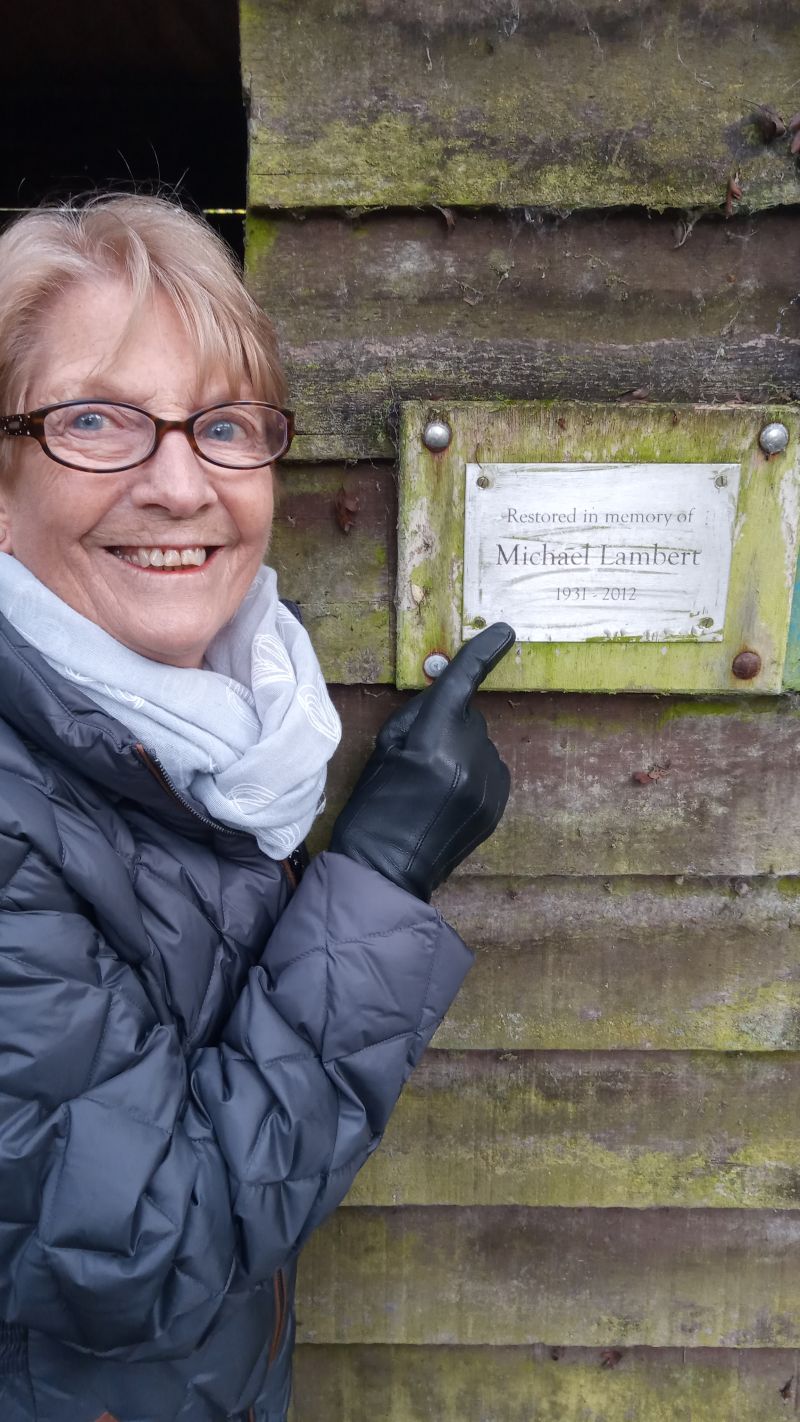 Restored in memory of
Michael Lambert
1931 - 2012